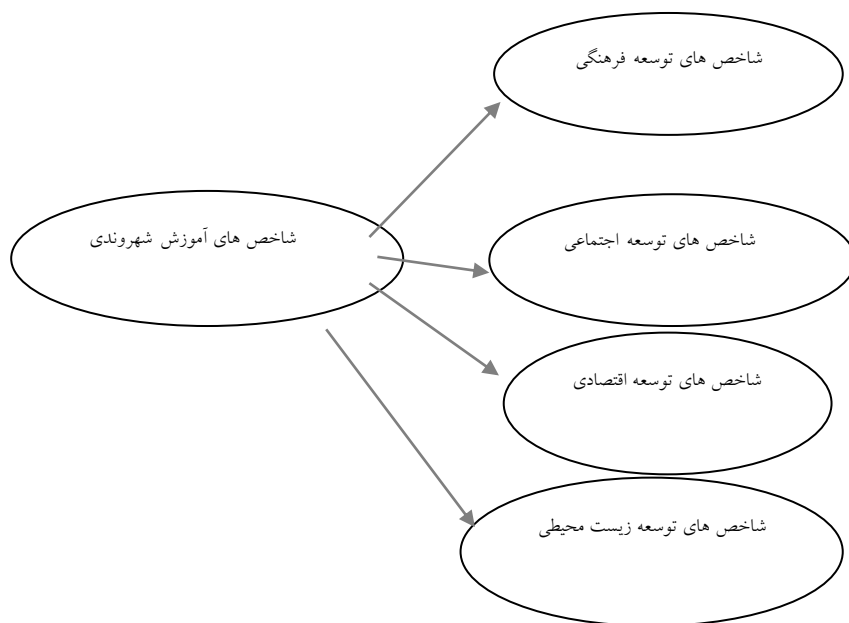 شاخص های توسعه فرهنگی
شاخص های آموزش شهروندی
شاخص های توسعه اجتماعی
شاخص های توسعه اقتصادی
شاخص های توسعه زیست محیطی